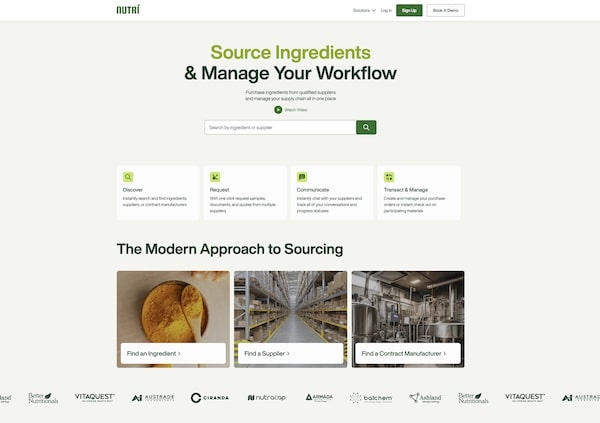 NUTRÍ
Solutions
Log In
Sign Up
Book A Demo
Source Ingredients
& Manage Your Workflow
Purchase ingredients from qualified suppliers
and manage your supply chain all in one place
Watch Video
Search by ingredient or supplier
Discover
Instantly search and find ingredients,
suppliers, or contract manufacturers
Request
With one click request samples,
documents, and quotes from multiple
suppliers
Communicate
Instantly chat with your suppliers and
track all of your conversations and
progress statuses
Transact & Manage
Create and manage your purchase
orders or instant check out on
participating materials
The Modern Approach to Sourcing
Find an Ingredient >
Find a Supplier >
Find a Contract Manufacturer >
Better
Nutritionals
VITAQUEST
AUSTRADE
CIRANDA
nutracap
ARMADA
balchem
Ashland
Better
Nutritionals
VITAQUEST